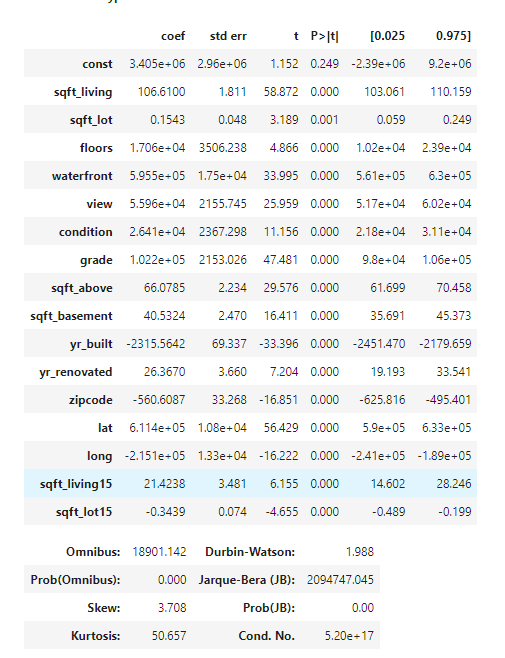 coef std err t P>|t| [0.025 0.975]
const 3.405e+06 2.96e+06 1.152 0.249 -2.39e+06 9.2e+06
sqft_living 106.6100 1.811 58.872 0.000 103.061 110.159
sqft_lot 0.1543 0.048 3.189 0.001 0.059 0.249
floors 1.706e+04 3506.238 4.866 0.000 1.02e+04 2.39e+04
waterfront 5.955e+05 1.75e+04 33.995 0.000 5.61e+05 6.3e+05
view 5.596e+04 2155.745 25.959 0.000 5.17e+04 6.02e+04
condition 2.641e+04 2367.298 11.156 0.000 2.18e+04 3.11e+04
grade 1.022e+05 2153.026 47.481 0.000 9.8e+04 1.06e+05
sqft_above 66.0785 2.234 29.576 0.000 61.699 70.458
sqft_basement 40.5324 2.470 16.411 0.000 35.691 45.373
yr_built -2315.5642 69.337 -33.396 0.000 -2451.470 -2179.659
yr_renovated 26.3670 3.660 7.204 0.000 19.193 33.541
zipcode -560.6087 33.268 -16.851 0.000 -625.816 -495.401
lat 6.114e+05 1.08e+04 56.429 0.000 5.9e+05 6.33e+05
long -2.151e+05 1.33e+04 -16.222 0.000 -2.41e+05 -1.89e+05
sqft_living15 21.4238 3.481 6.155 0.000 14.602 28.246
sqft_lot15 -0.3439 0.074 -4.655 0.000 -0.489 -0.199
Omnibus: 18901.142 Durbin-Watson: 1.988
Prob(Omnibus): 0.000 Jarque-Bera (JB): 2094747.045
Skew: 3.708 Prob(JB): 0.00
Kurtosis: 50.657 Cond. No. 5.20e+17